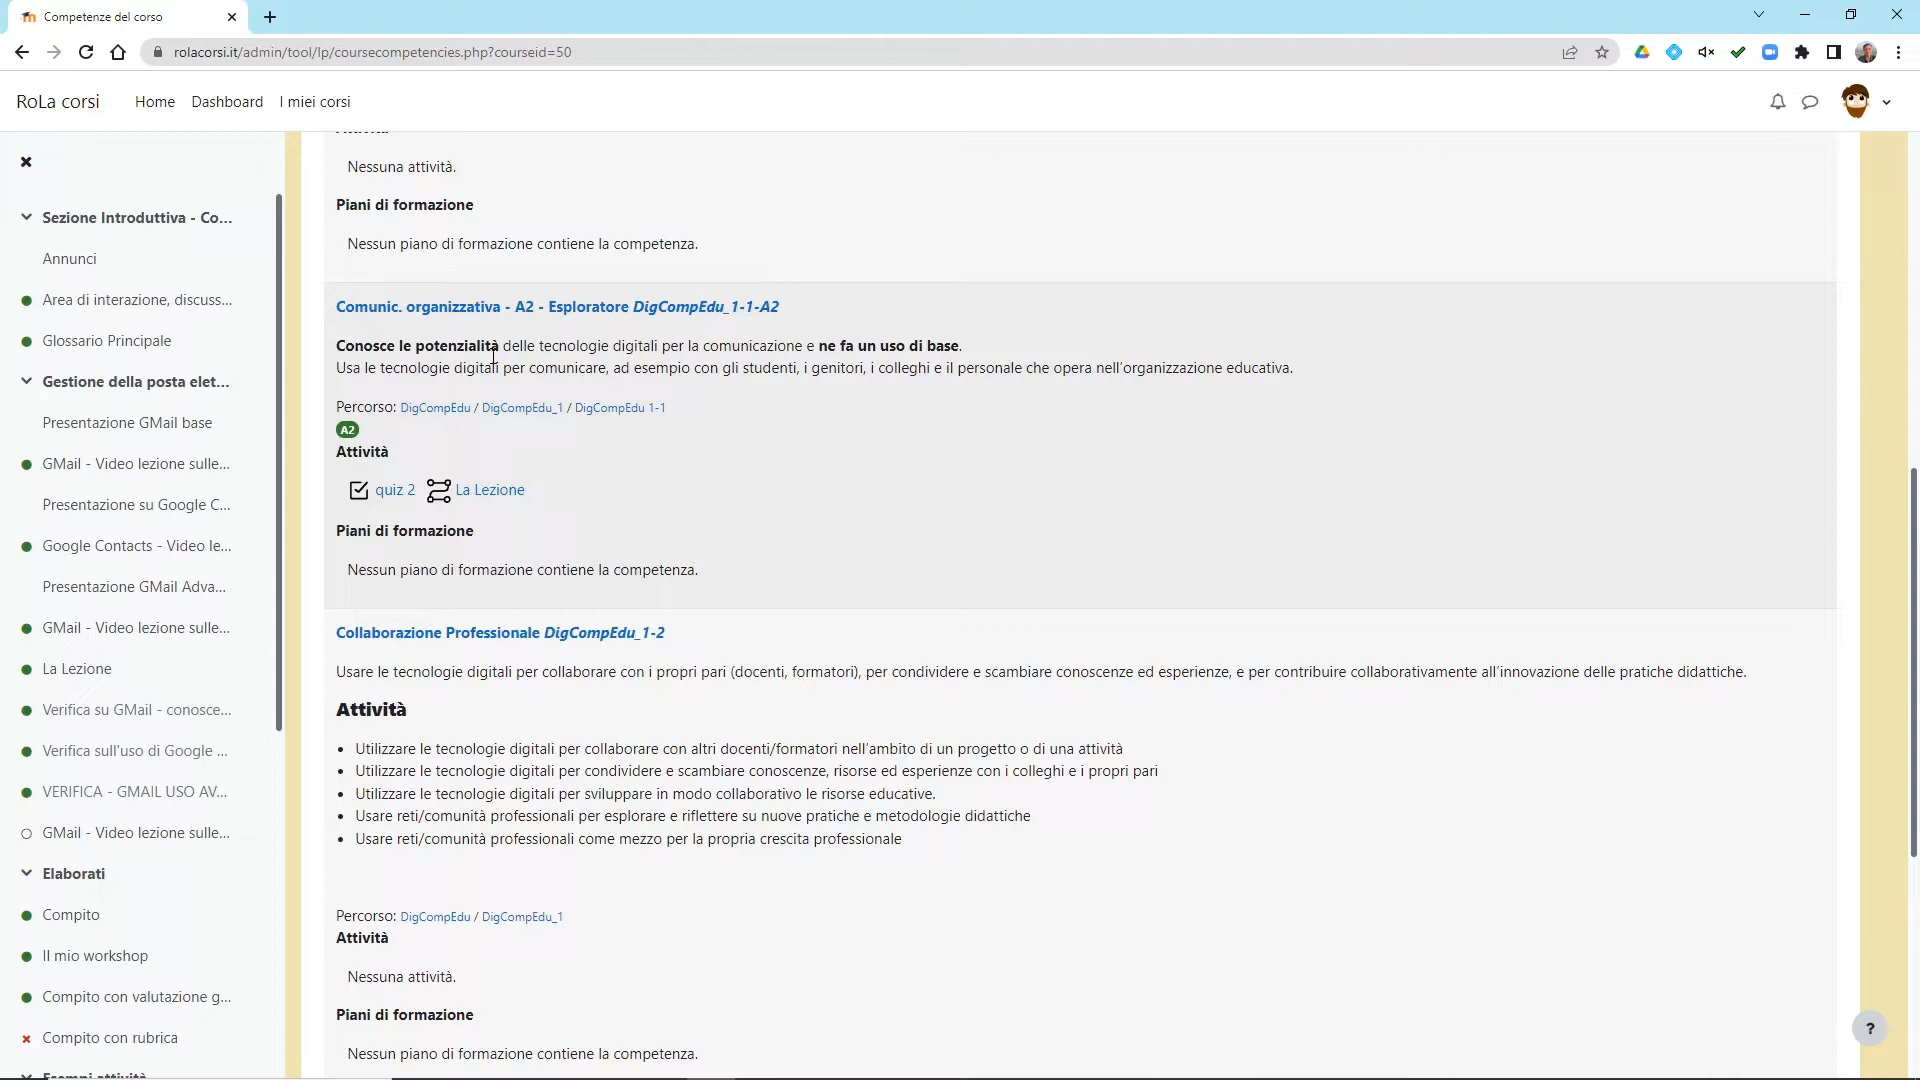 Competenze del corso
rolacorsi.it/admin/tool/lp/coursecompetencies.php?courseid=50
RoLa corsi
Home
Dashboard
I miei corsi
Sezione Introduttiva - Co...
Annunci
Area di interazione, discuss...
Glossario Principale
Gestione della posta elet...
Presentazione GMail base
GMail - Video lezione sulle...
Presentazione su Google C...
Google Contacts - Video le...
Presentazione GMail Adva...
GMail - Video lezione sulle...
La Lezione
Verifica su GMail - conosce...
Verifica sull'uso di Google ...
VERIFICA - GMAIL USO AV...
GMail - Video lezione sulle...
Elaborati
Compito
Il mio workshop
Compito con valutazione g...
Compito con rubrica
Esempi attività
Attività
Nessuna attività.
Piani di formazione
Nessun piano di formazione contiene la competenza.
Comunic. organizzativa - A2 - Esploratore DigCompEdu_1-1-A2
Conosce le potenzialità delle tecnologie digitali per la comunicazione e ne fa un uso di base.
Usa le tecnologie digitali per comunicare, ad esempio con gli studenti, i genitori, i colleghi e il personale che opera nell'organizzazione educativa.
Percorso: DigCompEdu / DigCompEdu_1 / DigCompEdu 1-1
A2
Attività
quiz 2 La Lezione
Piani di formazione
Nessun piano di formazione contiene la competenza.
Collaborazione Professionale DigCompEdu_1-2
Usare le tecnologie digitali per collaborare con i propri pari (docenti, formatori), per condividere e scambiare conoscenze ed esperienze, e per contribuire collaborativamente all'innovazione delle pratiche didattiche.
Attività
• Utilizzare le tecnologie digitali per collaborare con altri docenti/formatori nell'ambito di un progetto o di una attività
• Utilizzare le tecnologie digitali per condividere e scambiare conoscenze, risorse ed esperienze con i colleghi e i propri pari
• Utilizzare le tecnologie digitali per sviluppare in modo collaborativo le risorse educative.
• Usare reti/comunità professionali per esplorare e riflettere su nuove pratiche e metodologie didattiche
• Usare reti/comunità professionali come mezzo per la propria crescita professionale
Percorso: DigCompEdu / DigCompEdu_1
Attività
Nessuna attività.
Piani di formazione
Nessun piano di formazione contiene la competenza.
?